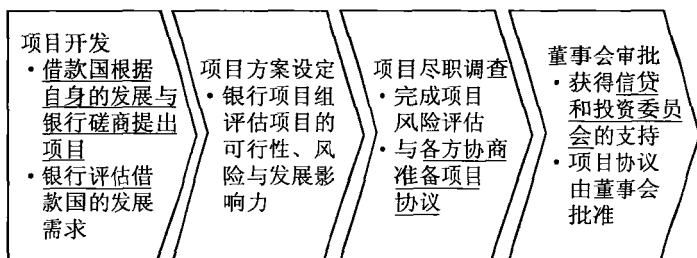 项目开发
• 借款国根据
自身的发展与
银行磋商提出
项目
• 银行评估借
款国的发展
需求
项目方案设定
• 银行项目组
评估项目的
可行性、风
险与发展影
响力
项目尽职调查
• 完成项目
风险评估
• 与各方协商
准备项目
协议
董事会审批
• 获得信贷
和投资委员
会的支持
• 项目协议
由董事会
批准